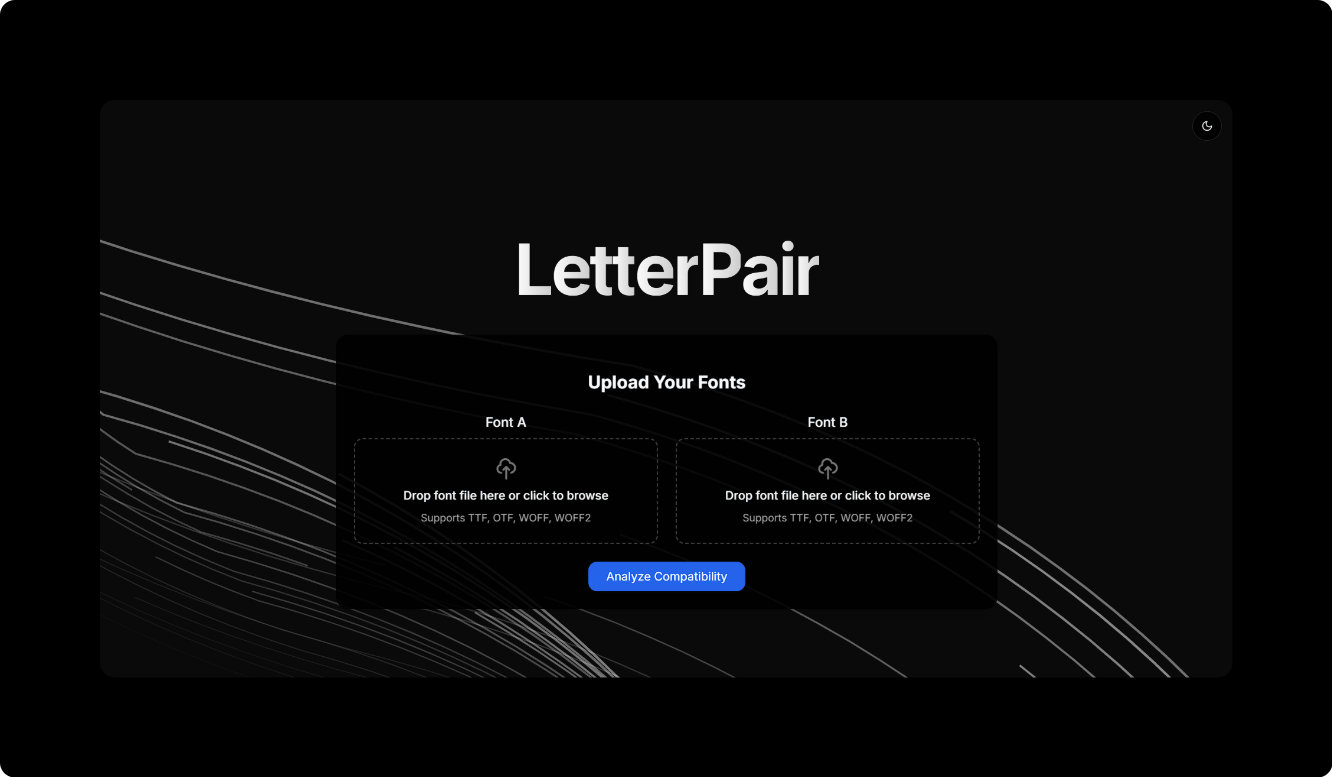 LetterPair
Upload Your Fonts
Font A
Drop font file here or click to browse
Supports TTF, OTF, WOFF, WOFF2
Font B
Drop font file here or click to browse
Supports TTF, OTF, WOFF, WOFF2
Analyze Compatibility